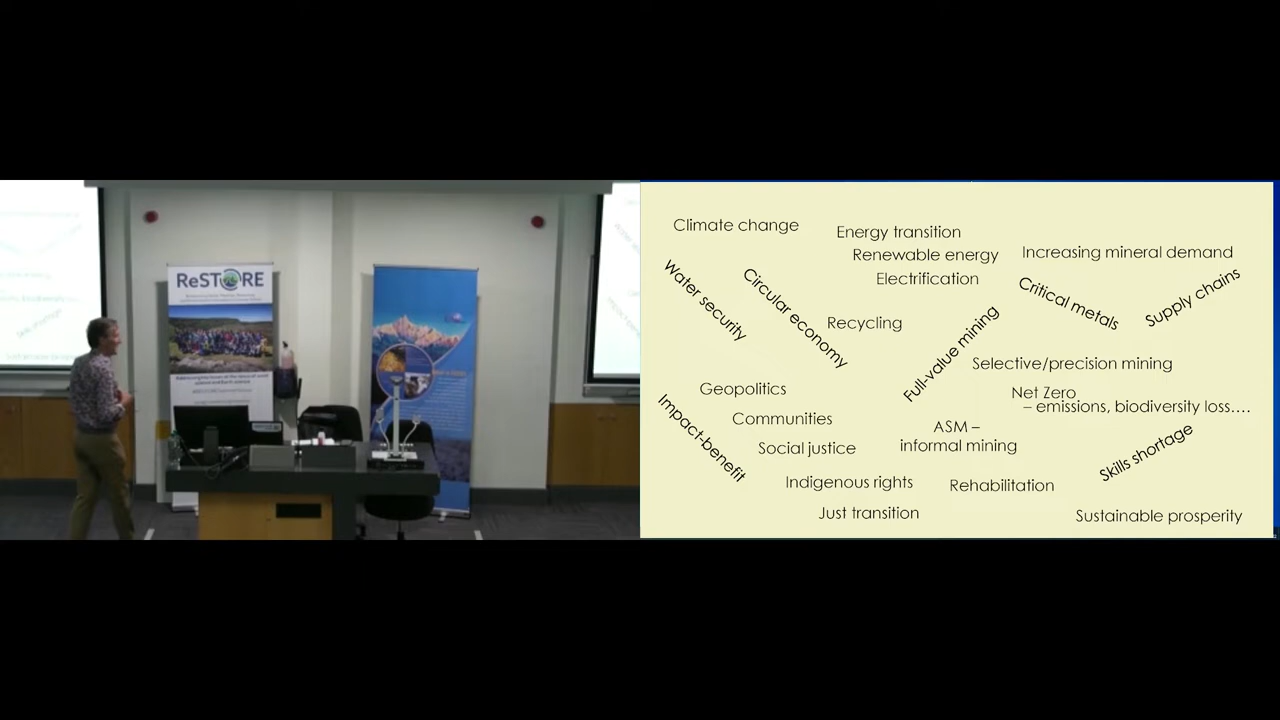 ReSTORE
Climate change
Energy transition
Renewable energy
Electrification
Increasing mineral demand
Water security
Circular economy
Critical metals
Supply chains
Recycling
Full-value mining
Selective/precision mining
Geopolitics
Net Zero
– emissions, biodiversity loss....
Impact-benefit
Communities
ASM –
informal mining
Social justice
Skills shortage
Indigenous rights
Rehabilitation
Just transition
Sustainable prosperity